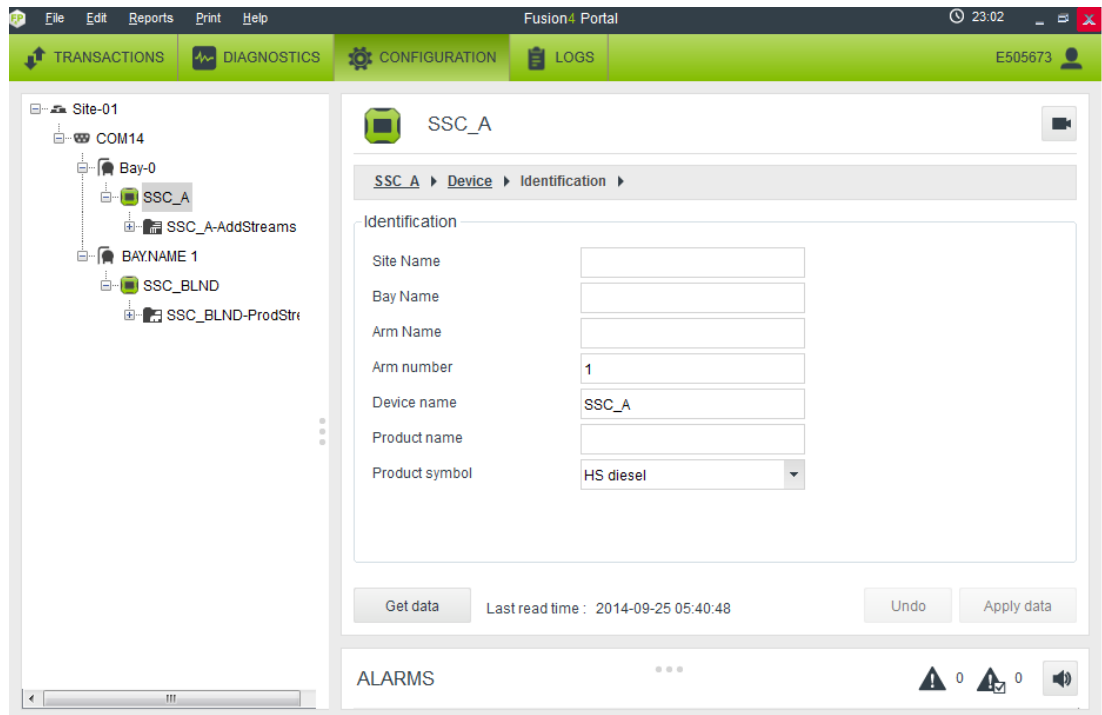 FP File Edit Reports Print Help Fusion4 Portal 23:02
TRANSACTIONS DIAGNOSTICS CONFIGURATION LOGS E505673
Site-01
COM14
Bay-0
SSC_A
SSC_A-AddStreams
BAY.NAME 1
SSC_BLND
SSC_BLND-ProdStre
SSC_A
SSC_A Device Identification
Identification
Site Name
Bay Name
Arm Name
Arm number 1
Device name SSC_A
Product name
Product symbol HS diesel
Get data Last read time : 2014-09-25 05:40:48 Undo Apply data
ALARMS 0 0